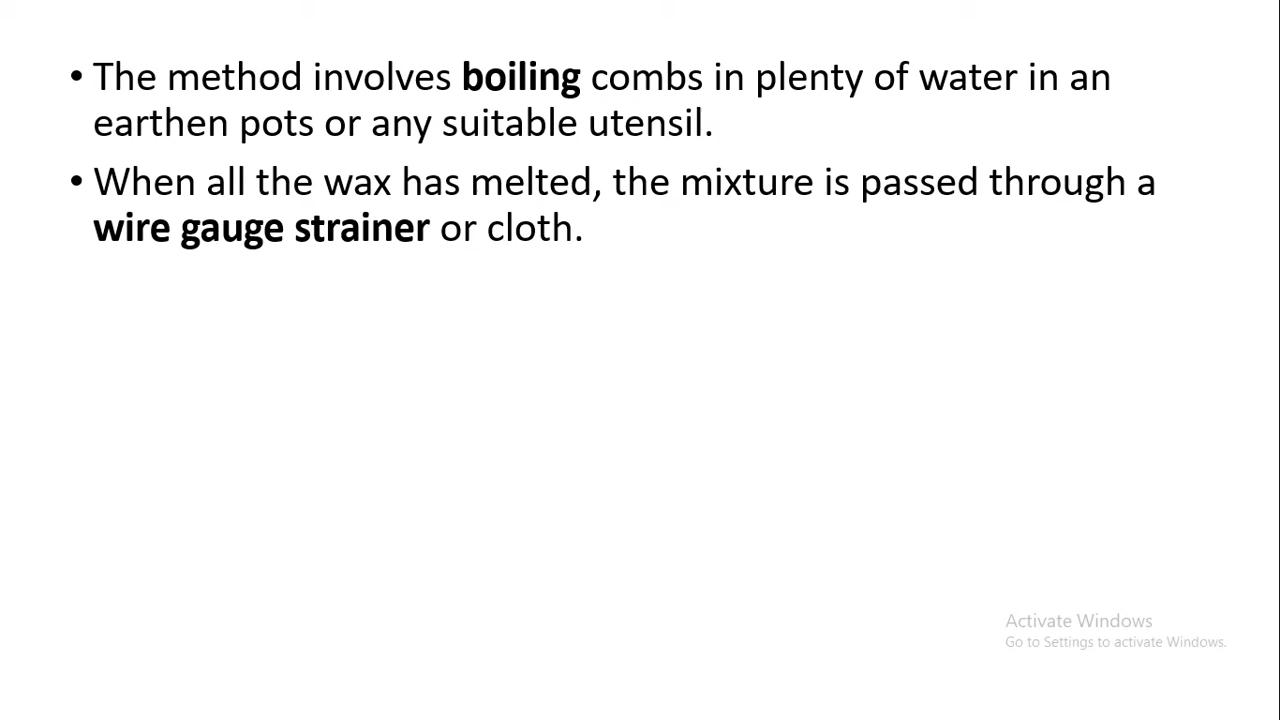 • The method involves boiling combs in plenty of water in an
earthen pots or any suitable utensil.
• When all the wax has melted, the mixture is passed through a
wire gauge strainer or cloth.
Activate Windows
Go to Settings to activate Windows.